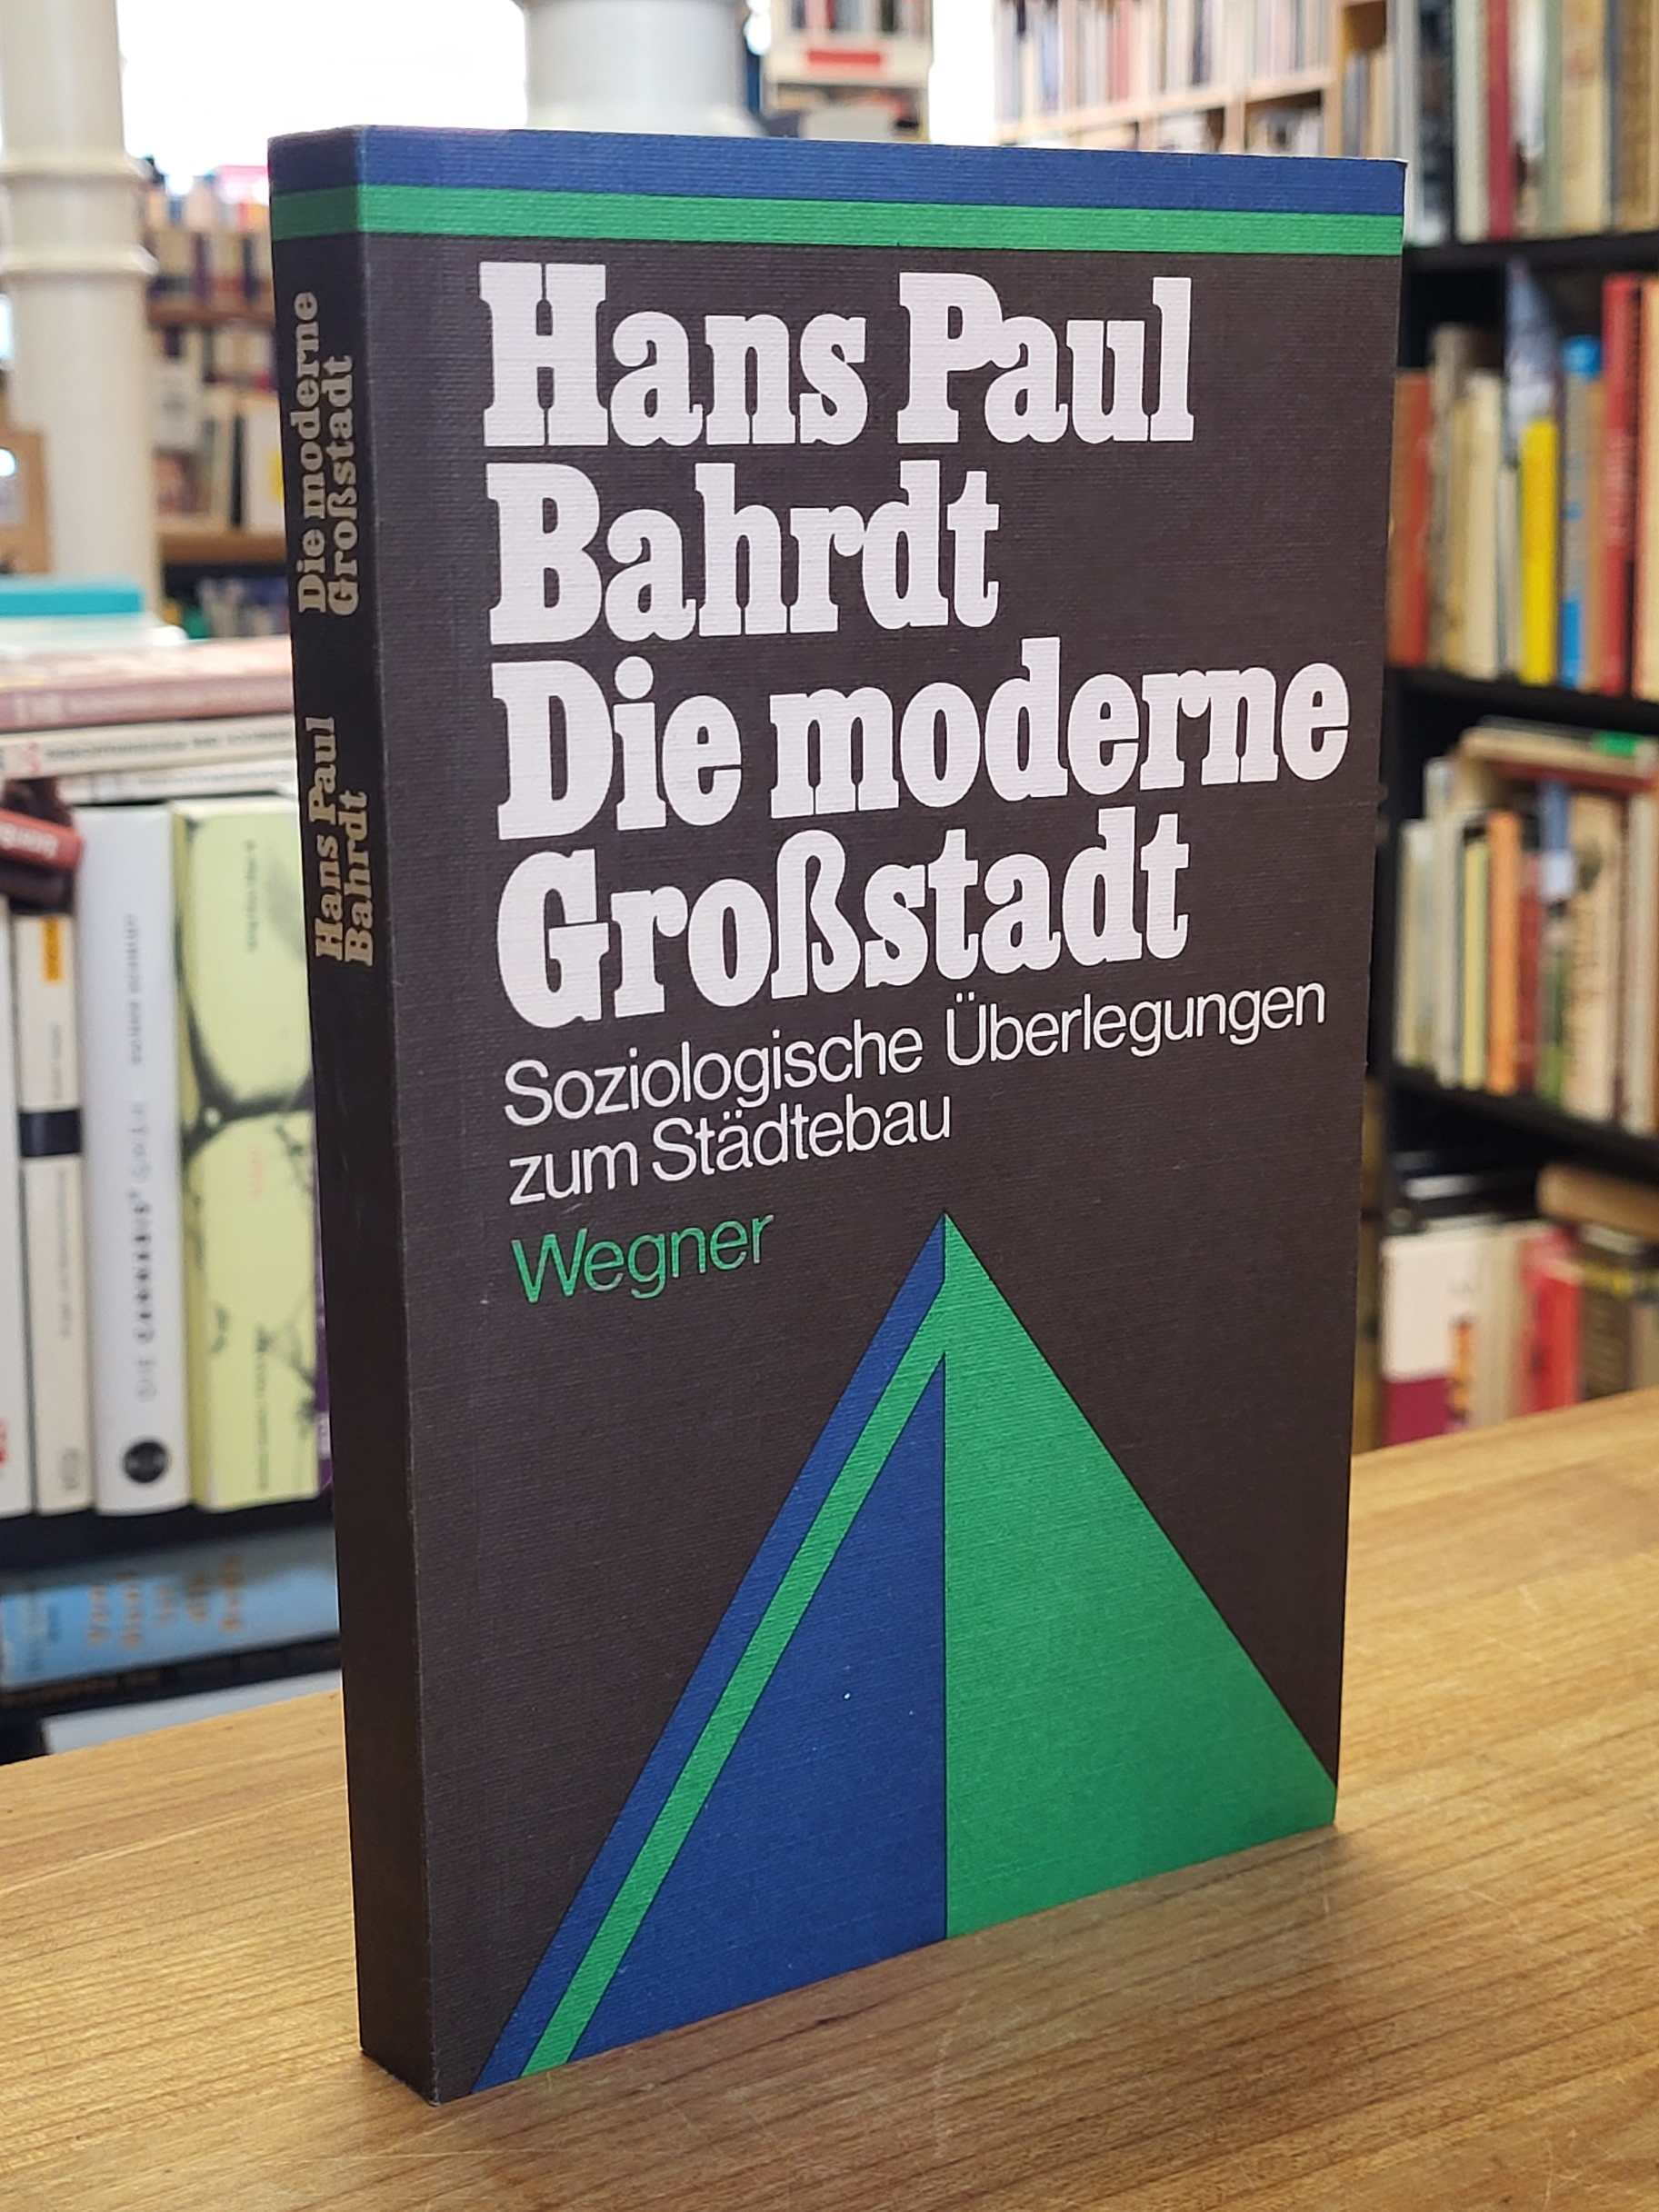 Hans Paul
Bahrdt
Die moderne
Großstadt
Soziologische Überlegungen
zum Städtebau
Wegner
Die moderne
Großstadt
Hans Paul
Bahrdt